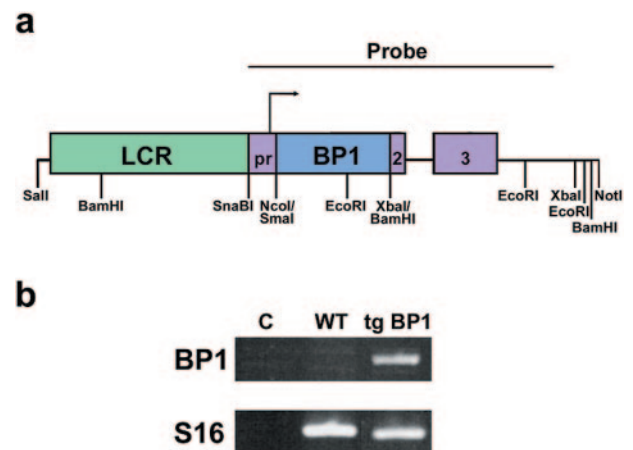 a
Probe
LCR pr BP1 2 3
SalI BamHI SnaBI NcoI/ SmaI EcoRI XbaI/ BamHI EcoRI XbaI NotI
EcoRI
BamHI
b
C WT tg BP1
BP1
S16